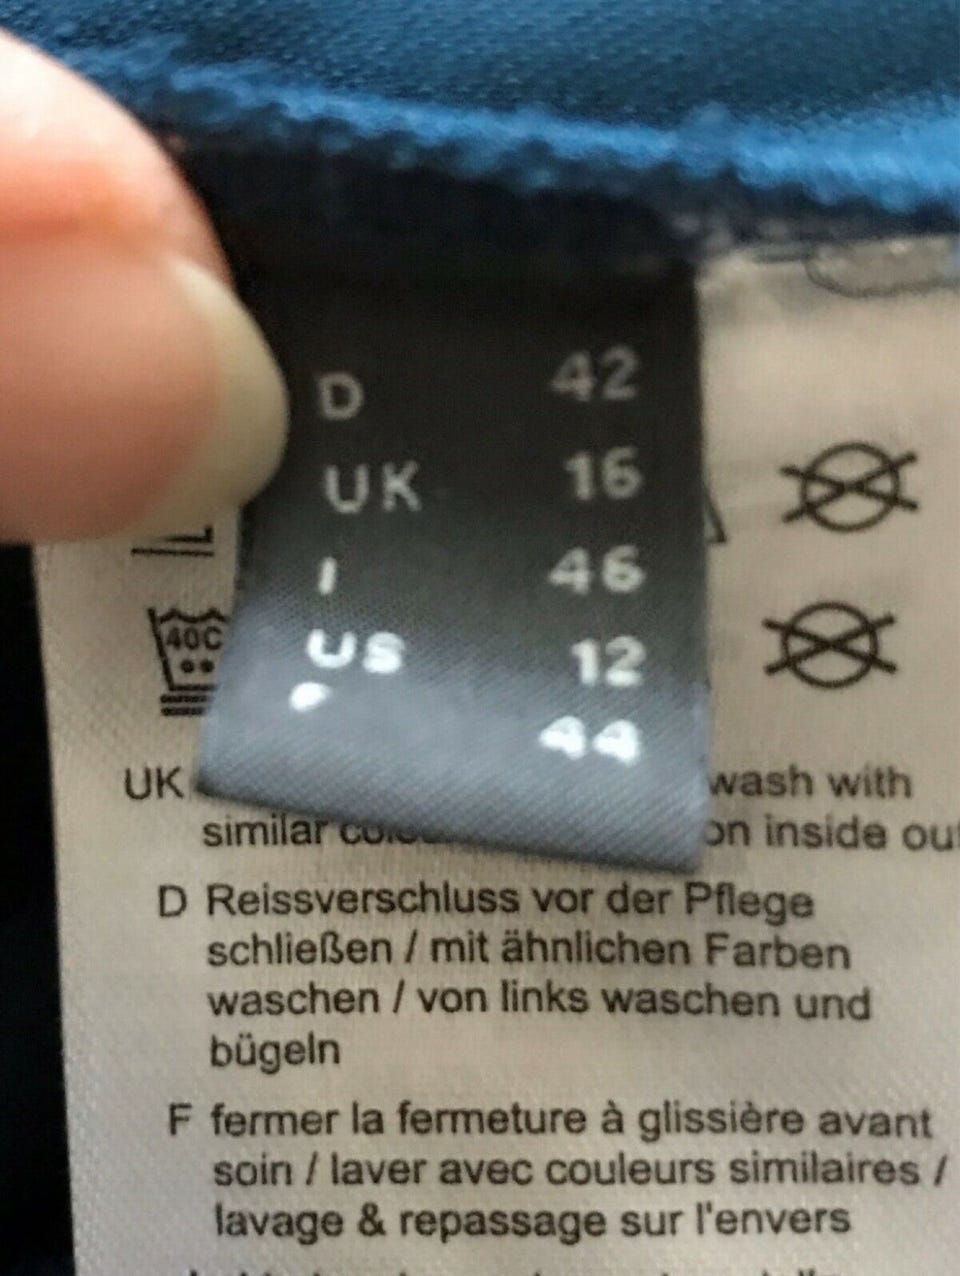 D 42
UK 16
I 46
US 12
F 44
40C
UK wash with
similar on inside out
D Reissverschluss vor der Pflege
schließen / mit ähnlichen Farben
waschen / von links waschen und
bügeln
F fermer la fermeture à glissière avant
soin / laver avec couleurs similaires /
lavage & repassage sur l'envers